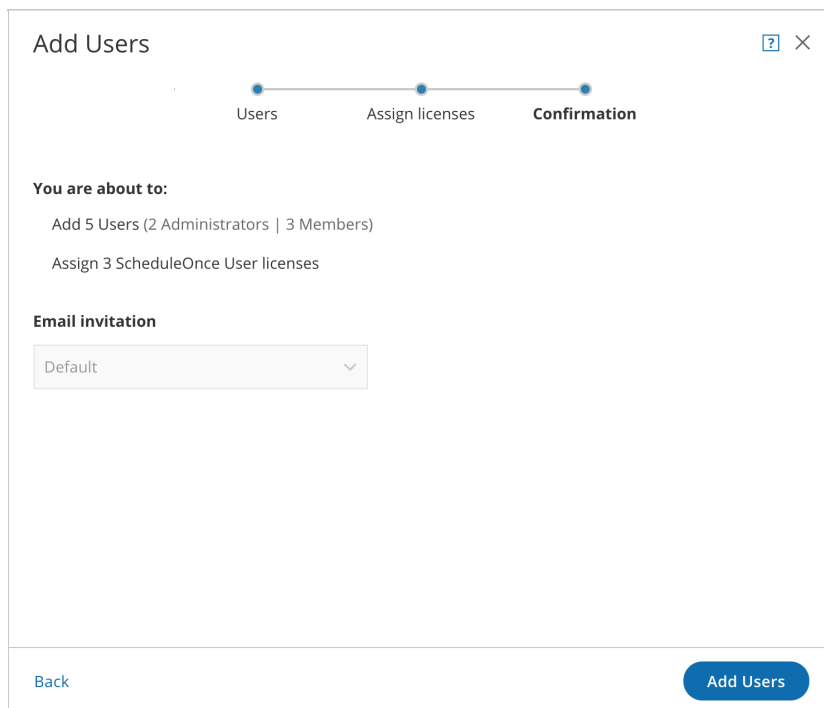 Add Users
?
Users Assign licenses Confirmation
You are about to:
Add 5 Users (2 Administrators | 3 Members)
Assign 3 ScheduleOnce User licenses
Email invitation
Default
Back Add Users